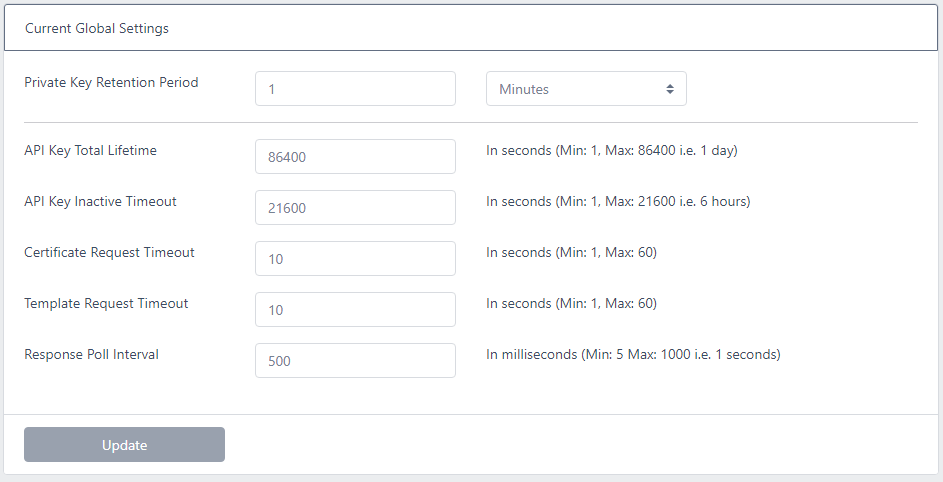 Current Global Settings
Private Key Retention Period 1 Minutes
API Key Total Lifetime 86400 In seconds (Min: 1, Max: 86400 i.e. 1 day)
API Key Inactive Timeout 21600 In seconds (Min: 1, Max: 21600 i.e. 6 hours)
Certificate Request Timeout 10 In seconds (Min: 1, Max: 60)
Template Request Timeout 10 In seconds (Min: 1, Max: 60)
Response Poll Interval 500 In milliseconds (Min: 5 Max: 1000 i.e. 1 seconds)
Update